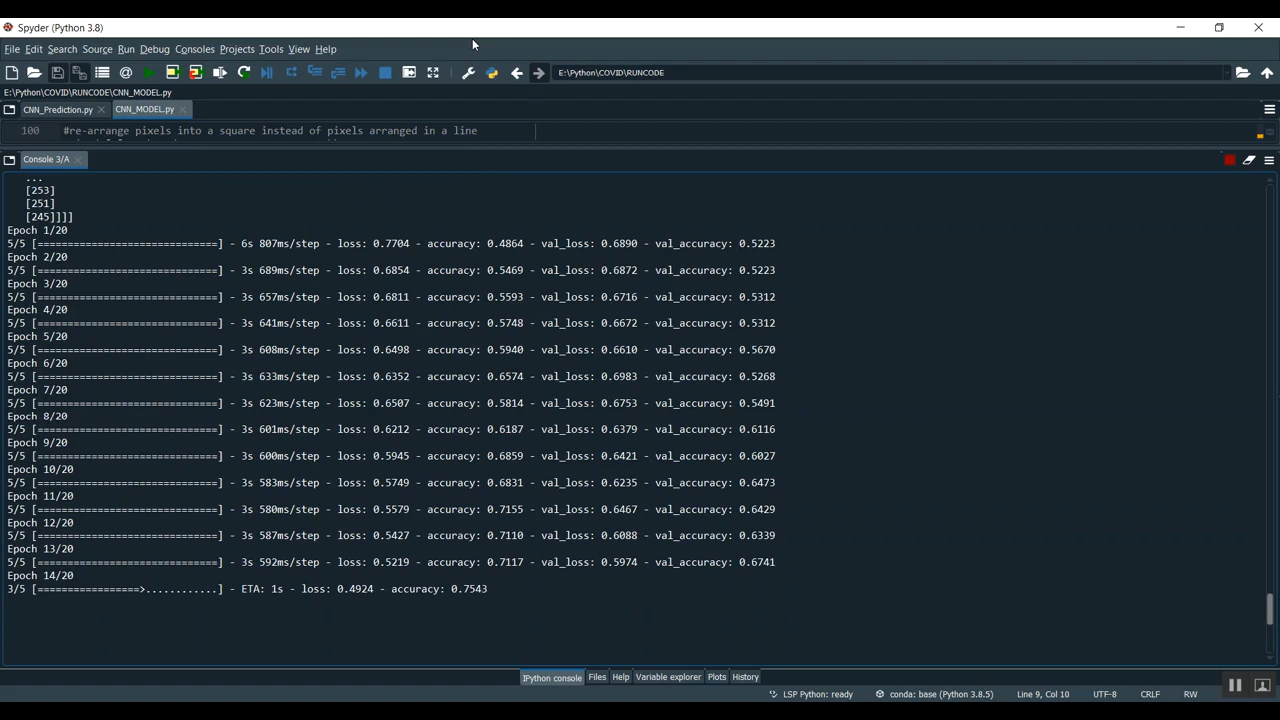 Spyder (Python 3.8)
File Edit Search Source Run Debug Consoles Projects Tools View Help
E:\Python\COVID\RUNCODE
E:\Python\COVID\RUNCODE\CNN_MODEL.py
CNN_Prediction.py CNN_MODEL.py
100 #re-arrange pixels into a square instead of pixels arranged in a line
Console 3/A
...
[253]
[251]
[245]]]]
Epoch 1/20
5/5 [==============================] - 6s 807ms/step - loss: 0.7704 - accuracy: 0.4864 - val_loss: 0.6890 - val_accuracy: 0.5223
Epoch 2/20
5/5 [==============================] - 3s 689ms/step - loss: 0.6854 - accuracy: 0.5469 - val_loss: 0.6872 - val_accuracy: 0.5223
Epoch 3/20
5/5 [==============================] - 3s 657ms/step - loss: 0.6811 - accuracy: 0.5593 - val_loss: 0.6716 - val_accuracy: 0.5312
Epoch 4/20
5/5 [==============================] - 3s 641ms/step - loss: 0.6611 - accuracy: 0.5748 - val_loss: 0.6672 - val_accuracy: 0.5312
Epoch 5/20
5/5 [==============================] - 3s 608ms/step - loss: 0.6498 - accuracy: 0.5940 - val_loss: 0.6610 - val_accuracy: 0.5670
Epoch 6/20
5/5 [==============================] - 3s 633ms/step - loss: 0.6352 - accuracy: 0.6574 - val_loss: 0.6983 - val_accuracy: 0.5268
Epoch 7/20
5/5 [==============================] - 3s 623ms/step - loss: 0.6507 - accuracy: 0.5814 - val_loss: 0.6753 - val_accuracy: 0.5491
Epoch 8/20
5/5 [==============================] - 3s 601ms/step - loss: 0.6212 - accuracy: 0.6187 - val_loss: 0.6379 - val_accuracy: 0.6116
Epoch 9/20
5/5 [==============================] - 3s 600ms/step - loss: 0.5945 - accuracy: 0.6859 - val_loss: 0.6421 - val_accuracy: 0.6027
Epoch 10/20
5/5 [==============================] - 3s 583ms/step - loss: 0.5749 - accuracy: 0.6831 - val_loss: 0.6235 - val_accuracy: 0.6473
Epoch 11/20
5/5 [==============================] - 3s 580ms/step - loss: 0.5579 - accuracy: 0.7155 - val_loss: 0.6467 - val_accuracy: 0.6429
Epoch 12/20
5/5 [==============================] - 3s 587ms/step - loss: 0.5427 - accuracy: 0.7110 - val_loss: 0.6088 - val_accuracy: 0.6339
Epoch 13/20
5/5 [==============================] - 3s 592ms/step - loss: 0.5219 - accuracy: 0.7117 - val_loss: 0.5974 - val_accuracy: 0.6741
Epoch 14/20
3/5 [=================>............] - ETA: 1s - loss: 0.4924 - accuracy: 0.7543
IPython console Files Help Variable explorer Plots History
LSP Python: ready conda: base (Python 3.8.5) Line 9, Col 10 UTF-8 CRLF RW